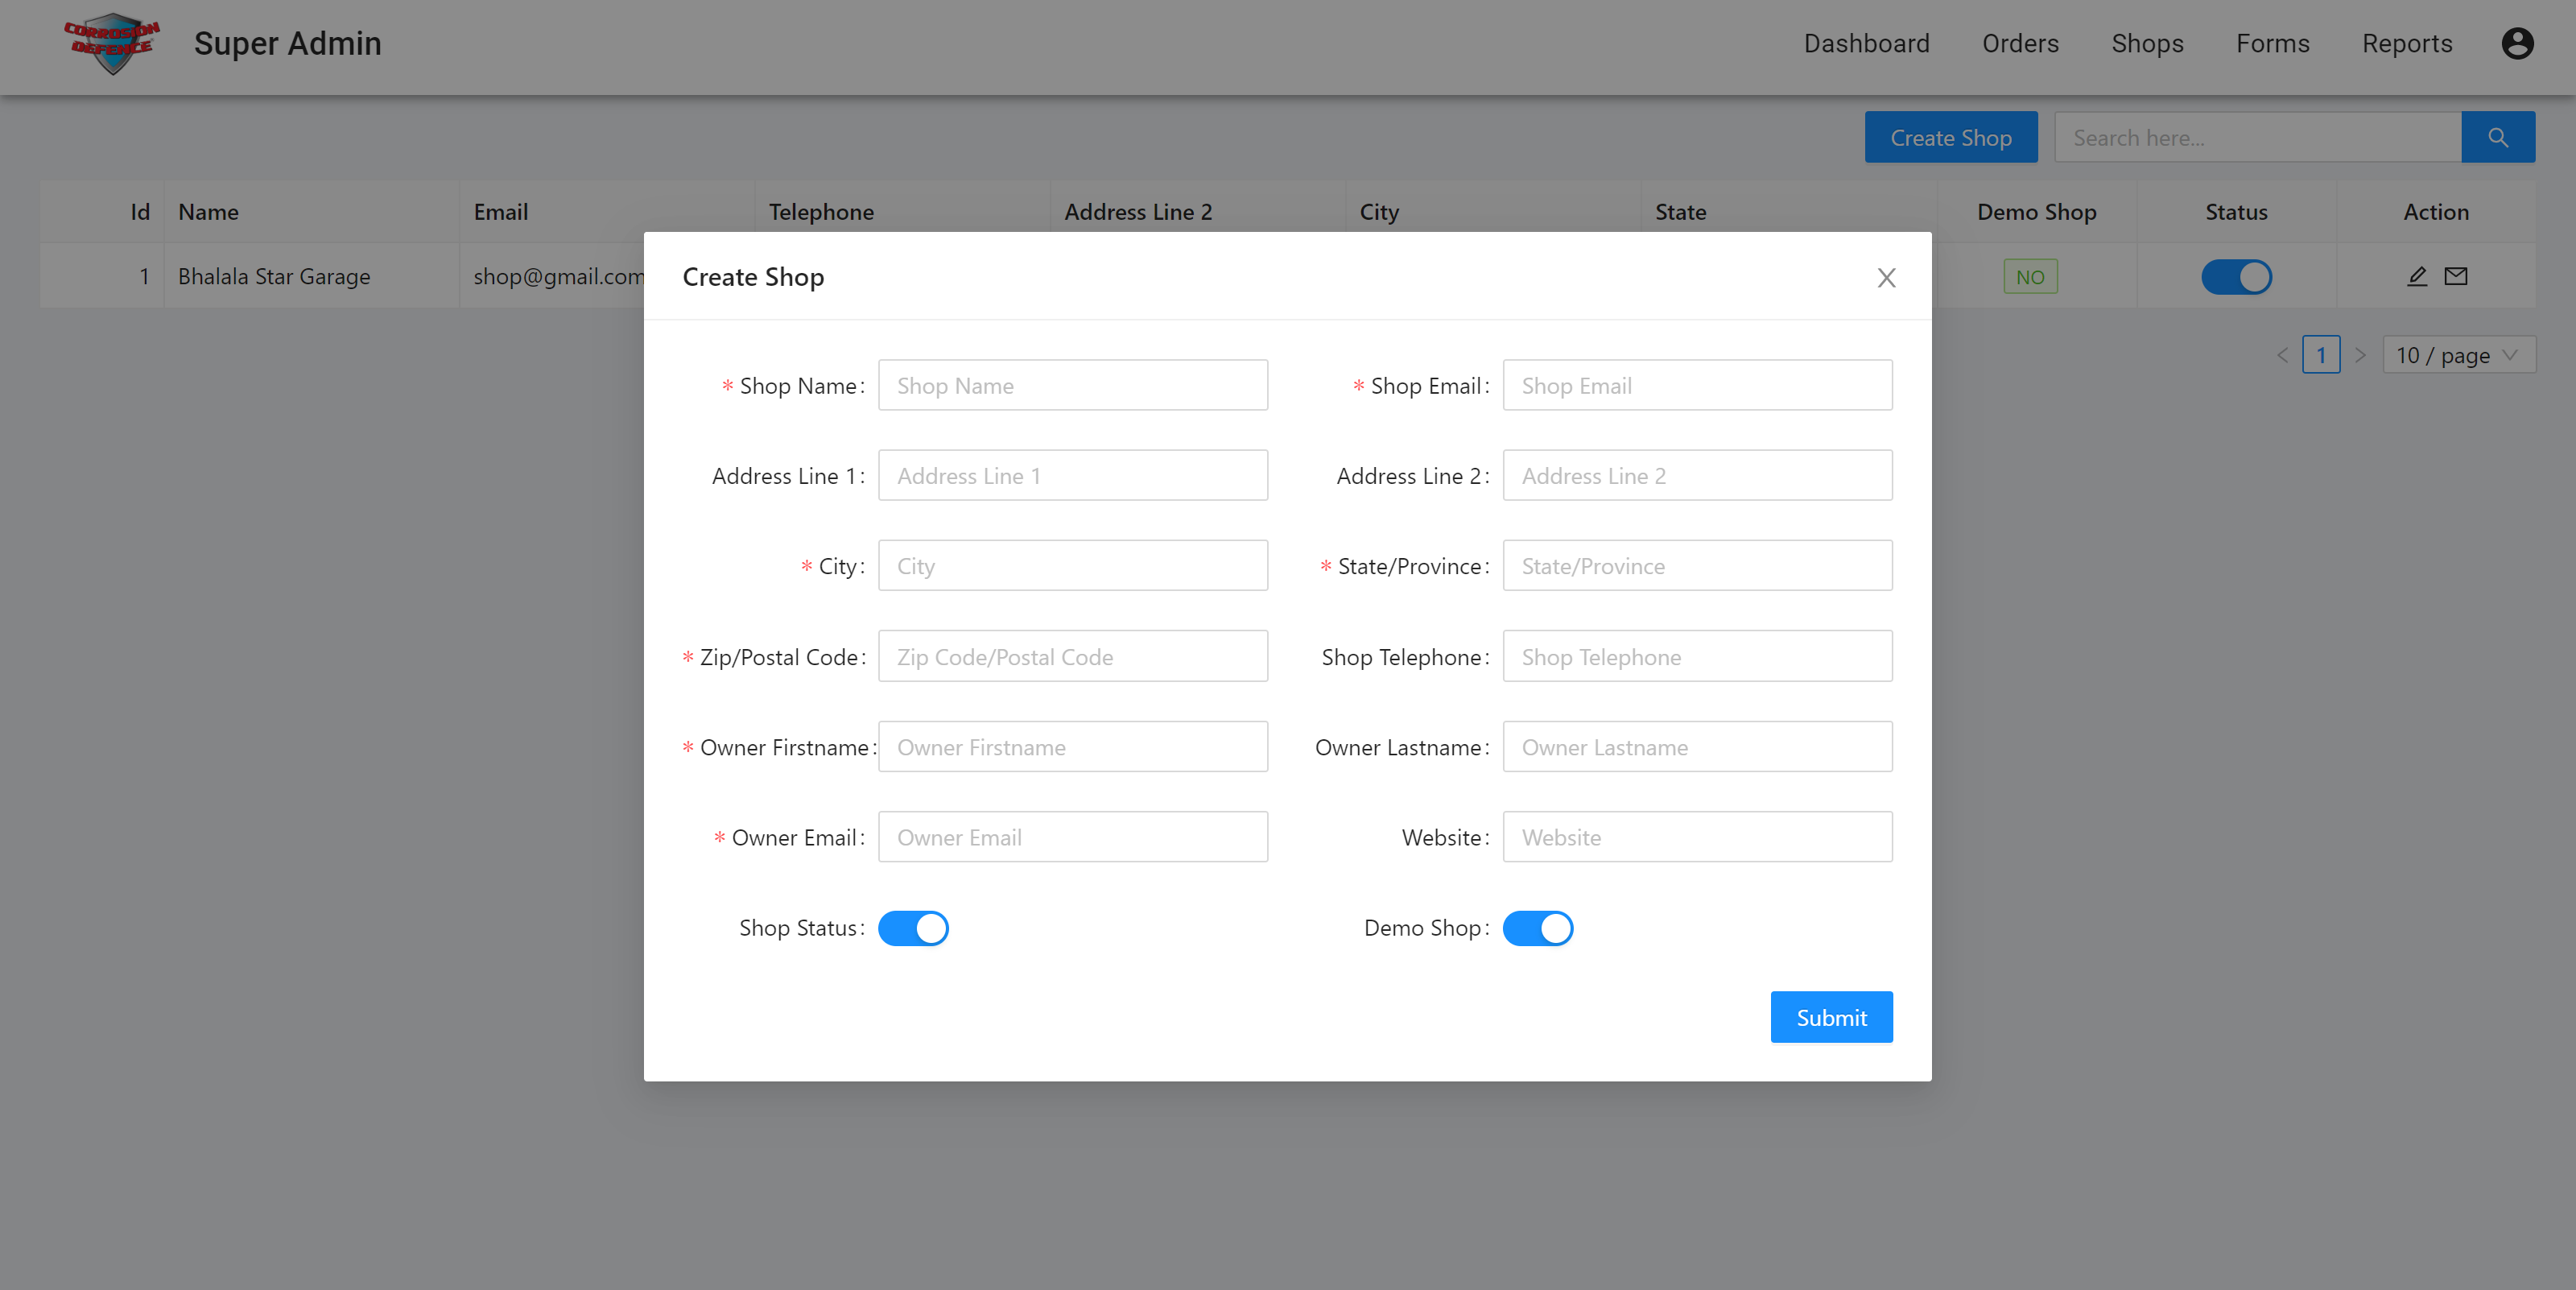 CORROSION
DEFENCE
Super Admin
Dashboard Orders Shops Forms Reports
Create Shop Search here...
Id Name Email Telephone Address Line 2 City State Demo Shop Status Action
1 Bhalala Star Garage shop@gmail.com NO
1 10 / page
Create Shop
* Shop Name: Shop Name * Shop Email: Shop Email
Address Line 1: Address Line 1 Address Line 2: Address Line 2
* City: City * State/Province: State/Province
* Zip/Postal Code: Zip Code/Postal Code Shop Telephone: Shop Telephone
* Owner Firstname: Owner Firstname Owner Lastname: Owner Lastname
* Owner Email: Owner Email Website: Website
Shop Status: Demo Shop:
Submit